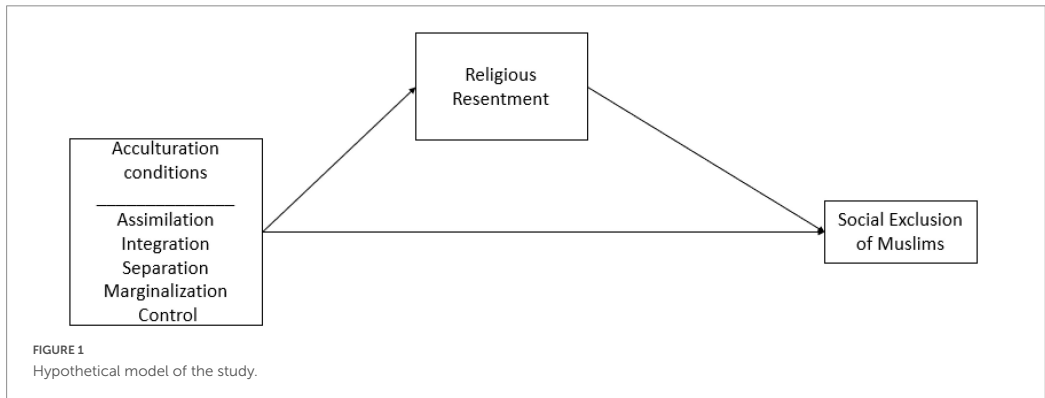 Religious
Resentment
Acculturation
conditions
Assimilation
Integration
Separation
Marginalization
Control
Social Exclusion
of Muslims
FIGURE 1
Hypothetical model of the study.